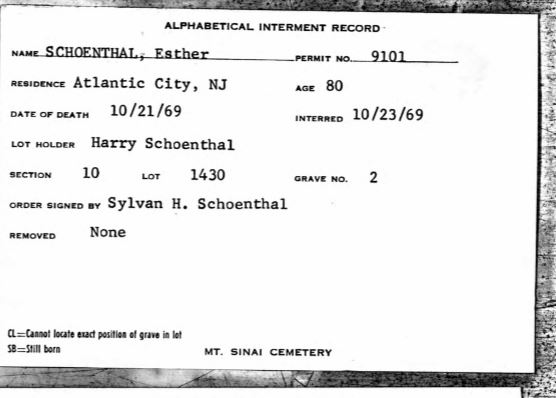 ALPHABETICAL INTERMENT RECORD
NAME SCHOENTHAL, Esther PERMIT NO. 9101
RESIDENCE Atlantic City, NJ AGE 80
DATE OF DEATH 10/21/69 INTERRED 10/23/69
LOT HOLDER Harry Schoenthal
SECTION 10 LOT 1430 GRAVE NO. 2
ORDER SIGNED BY Sylvan H. Schoenthal
REMOVED None
CL=Cannot locate exact position of grave in lot
SB=Still born
MT. SINAI CEMETERY